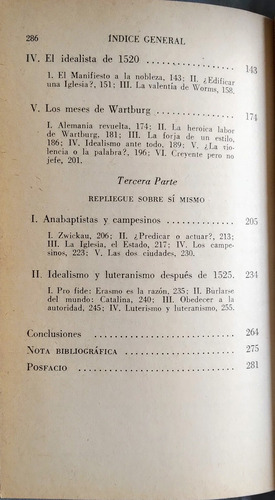 286 INDICE GENERAL
IV. El idealista de 1520 143
I. El Manifiesto a la nobleza, 143; II. ¿Edificar
una Iglesia?, 151; III. La valentía de Worms, 158.
V. Los meses de Wartburg 174
I. Alemania revuelta, 174; II. La heroica labor
de Wartburg, 181; III. La forja de un estilo,
186; IV. Idealismo ante todo, 189; V. ¿La vio-
lencia o la palabra?, 196; VI. Creyente pero no
jefe, 201.
Tercera Parte
REPLIEGUE SOBRE SÍ MISMO
I. Anabaptistas y campesinos 205
I. Zwickau, 206; II. ¿Predicar o actuar?, 213;
III. La Iglesia, el Estado, 217; IV. Los campe-
sinos, 223; V. Las dos ciudades, 230.
II. Idealismo y luteranismo después de 1525. 234
I. Pro fide: Erasmo es la razón, 235; II. Burlarse
del mundo: Catalina, 240; III. Obedecer a la
autoridad, 245; IV. Luterismo y luteranismo, 255.
Conclusiones 264
NOTA BIBLIOGRÁFICA 275
POSFACIO 281